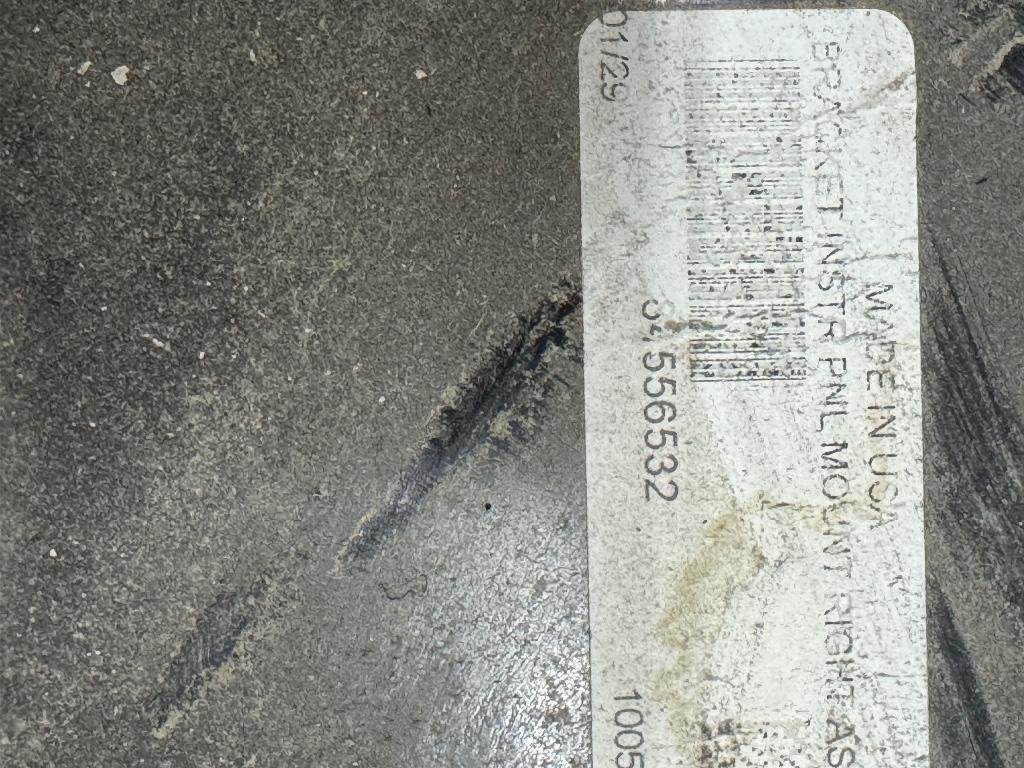 MADE IN USA
BRACKET INSTR PNL MOUNT RIGHT AS
556532
01/29
1005